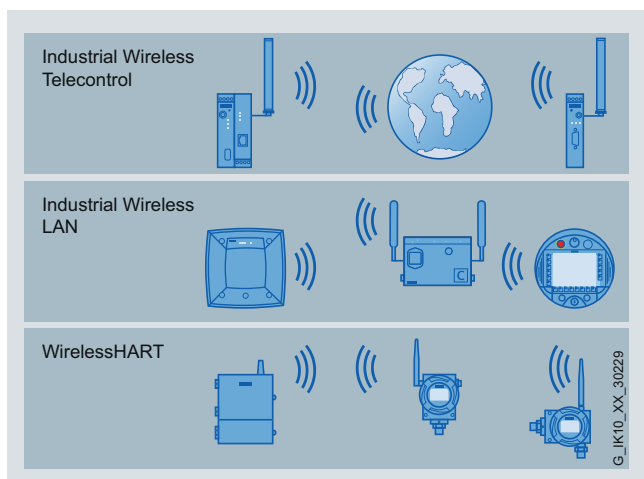 Industrial Wireless
Telecontrol
Industrial Wireless
LAN
C
WirelessHART
G_IK10_XX_30229